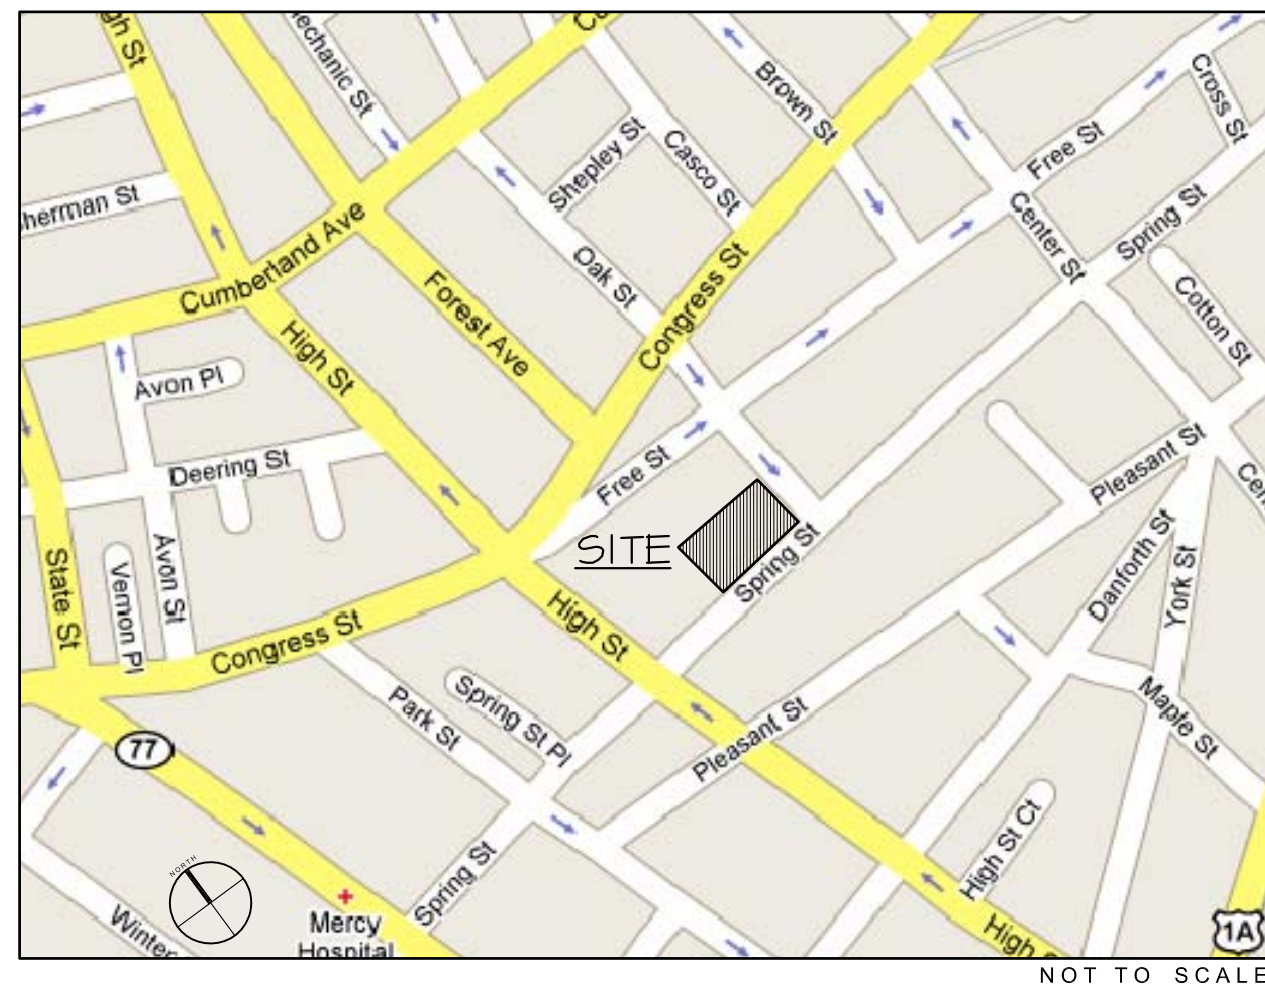 gh St
echanic St
Brown St
Cross St
Shepley St
Casco St
Free St
herman St
Center St
Spring St
Cumberland Ave
Oak St
Cotton St
Forest Ave
Congress St
High St
Avon Pl
Deering St
Free St
Pleasant St
SITE
Spring St
Danforth St
York St
State St
Vernon Pl
Avon St
Congress St
High St
Park St
Spring St Pl
Pleasant St
Maple St
77
High St Ct
Spring St
NORTH
Mercy
Hospital
Winter
High S
1A
NOT TO SCALE